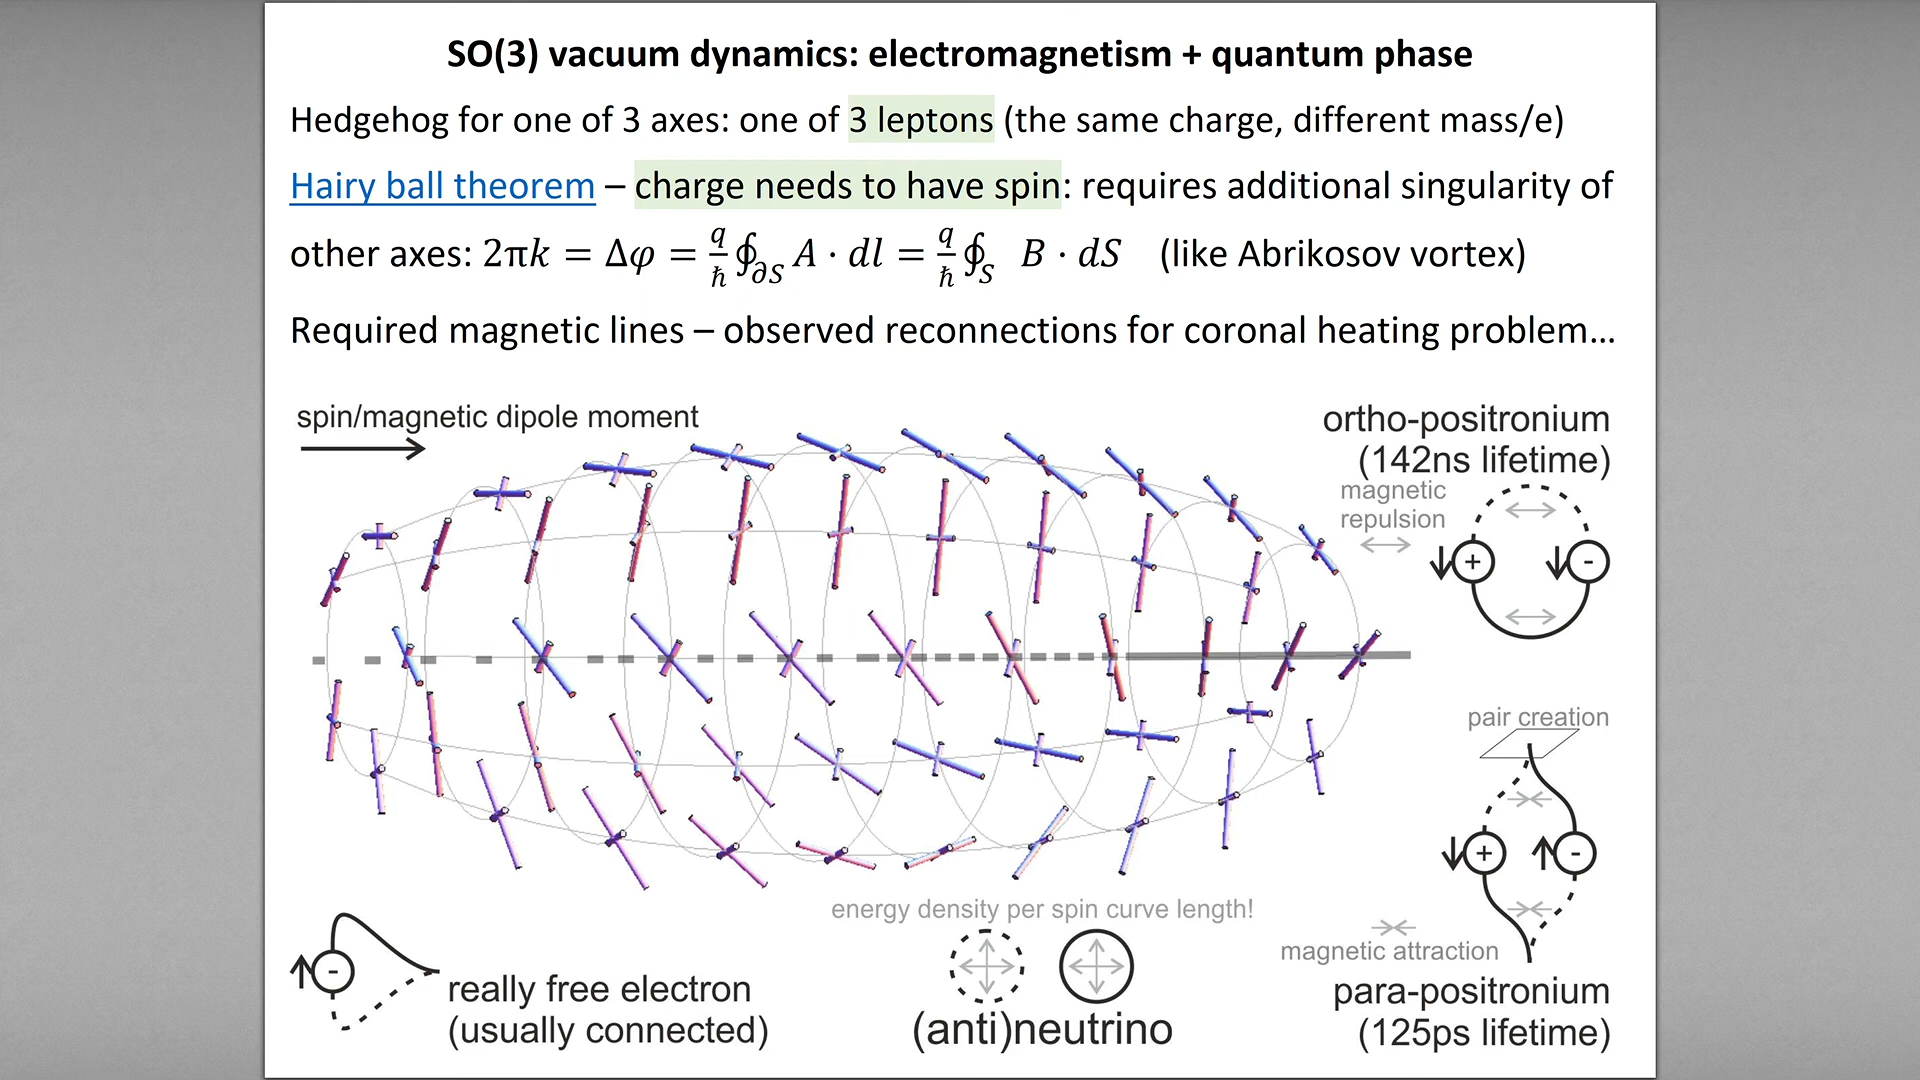 SO(3) vacuum dynamics: electromagnetism + quantum phase
Hedgehog for one of 3 axes: one of 3 leptons (the same charge, different mass/e)
Hairy ball theorem – charge needs to have spin: requires additional singularity of
other axes: 2πk = Δφ = q/ħ ∮∂S A · dl = q/ħ ∮S B · dS (like Abrikosov vortex)
Required magnetic lines – observed reconnections for coronal heating problem...
spin/magnetic dipole moment
ortho-positronium
(142ns lifetime)
magnetic
repulsion
+
-
pair creation
+
-
magnetic attraction
para-positronium
(125ps lifetime)
energy density per spin curve length!
(anti)neutrino
-
really free electron
(usually connected)